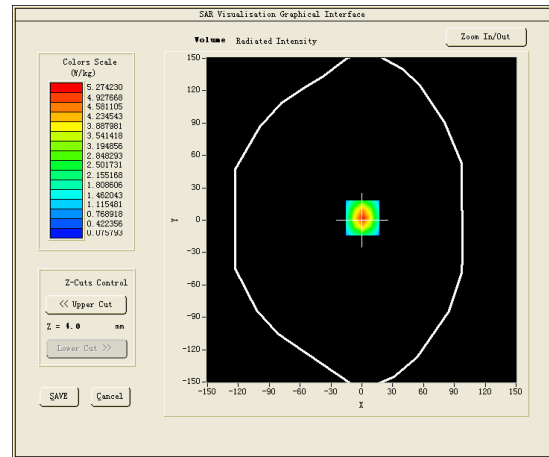 SAR Visualisation Graphical Interface
Volume Radiated Intensity
Zoom In/Out
Colors Scale
(W/kg)
5.274230
4.927668
4.581105
4.234543
3.887981
3.541418
3.194856
2.848293
2.501731
2.155168
1.808606
1.462043
1.115481
0.768918
0.422356
0.075793
Z-Cuts Control
<< Upper Cut
Z = 4.0 mm
Lower Cut >>
SAVE Cancel
150
120
90
60
30
0
-30
-60
-90
-120
-150
Y
-150 -120 -90 -60 -30 0 30 60 90 120 150
X